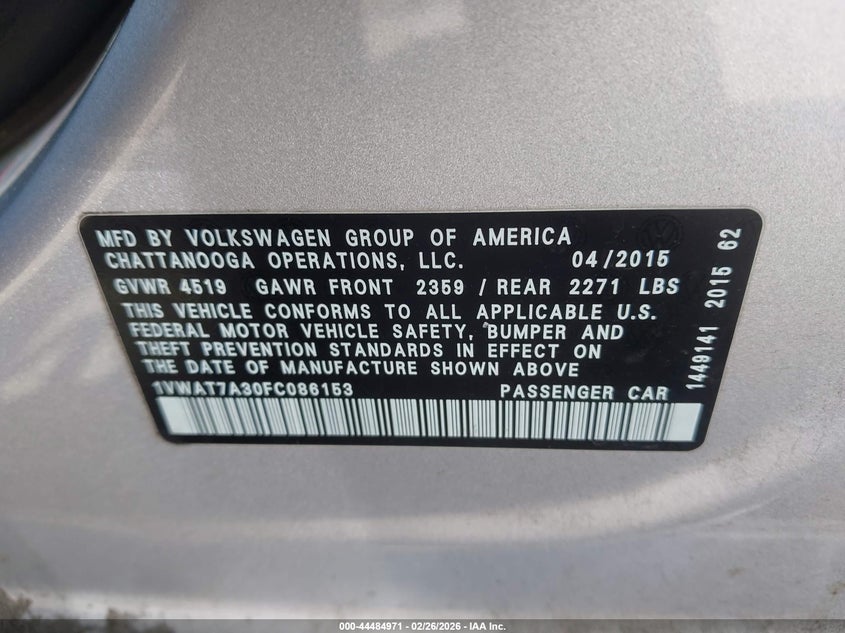 MFD BY VOLKSWAGEN GROUP OF AMERICA
CHATTANOOGA OPERATIONS, LLC. 04/2015
GVWR 4519 GAWR FRONT 2359 / REAR 2271 LBS
THIS VEHICLE CONFORMS TO ALL APPLICABLE U.S.
FEDERAL MOTOR VEHICLE SAFETY, BUMPER AND
THEFT PREVENTION STANDARDS IN EFFECT ON
THE DATE OF MANUFACTURE SHOWN ABOVE
1VWAT7A30FC086153 PASSENGER CAR
1449141 2015 62
000-44484971 - 02/26/2026 - IAA Inc.